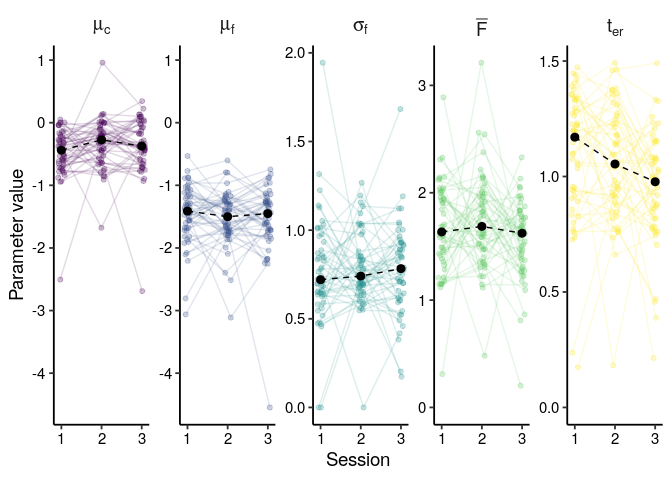 μc μf σf F̅ ter
Parameter value
1 0 -1 -2 -3 -4
1 0 -1 -2 -3 -4
2.0 1.5 1.0 0.5 0.0
3 2 1 0
1.5 1.0 0.5 0.0
1 2 3 1 2 3 1 2 3 1 2 3 1 2 3
Session